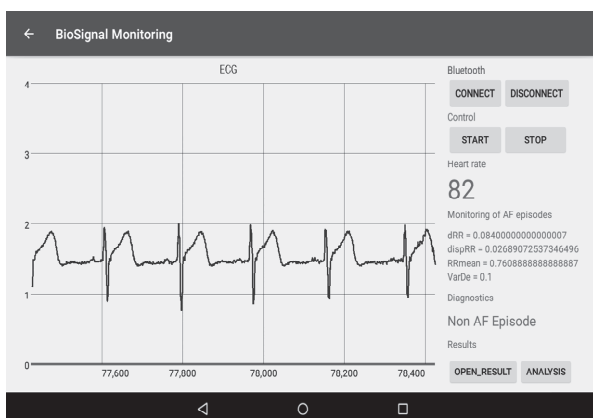 BioSignal Monitoring
ECG
4
3
2
1
0
77,600
77,800
78,000
78,200
78,400
Bluetooth
CONNECT DISCONNECT
Control
START STOP
Heart rate
82
Monitoring of AF episodes
dRR = 0.08400000000000007
dispRR = 0.02689072537346496
RRmean = 0.7608888888888887
VarDe = 0.1
Diagnostics
Non AF Episode
Results
OPEN_RESULT ANALYSIS